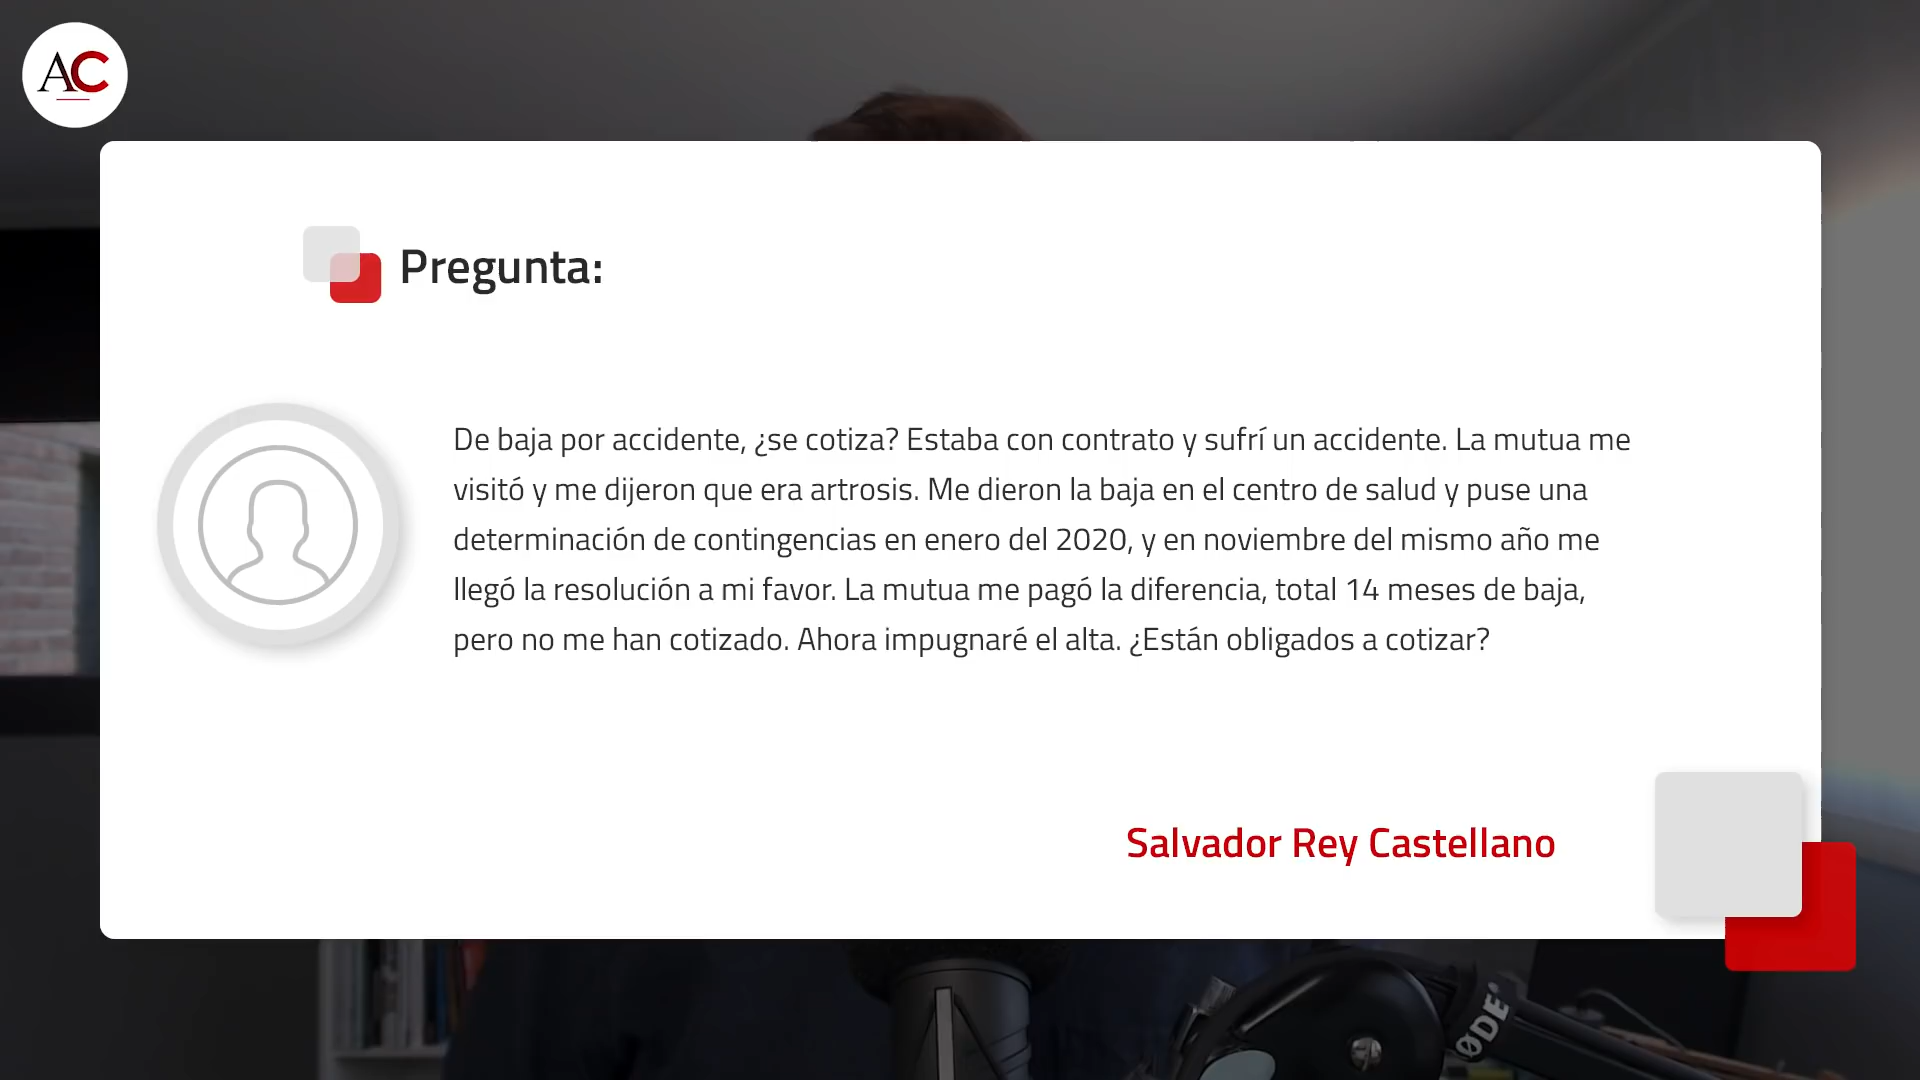 AC
Pregunta:
De baja por accidente, ¿se cotiza? Estaba con contrato y sufrí un accidente. La mutua me
visitó y me dijeron que era artrosis. Me dieron la baja en el centro de salud y puse una
determinación de contingencias en enero del 2020, y en noviembre del mismo año me
llegó la resolución a mi favor. La mutua me pagó la diferencia, total 14 meses de baja,
pero no me han cotizado. Ahora impugnaré el alta. ¿Están obligados a cotizar?
Salvador Rey Castellano
RØDE